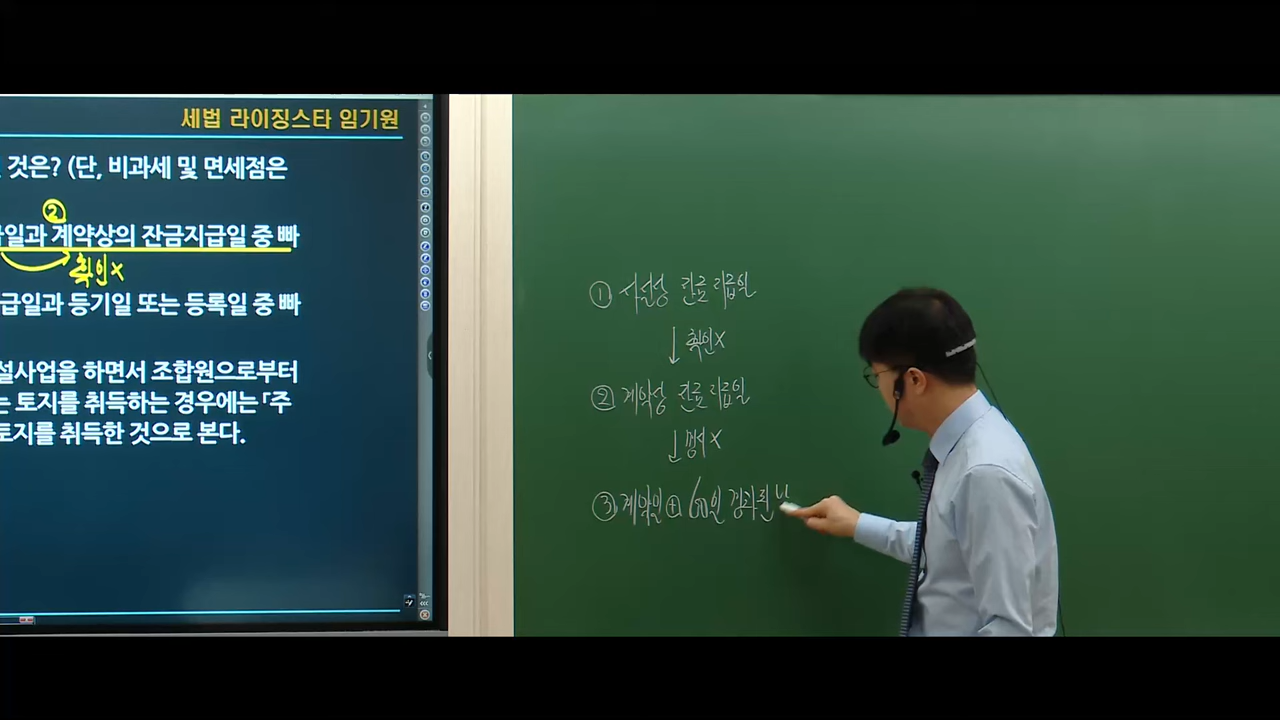 세법 라이징스타 임기원
것은? (단, 비과세 및 면세점은
②
일과 계약상의 잔금지급일 중 빠
확인x
급일과 등기일 또는 등록일 중 빠
설사업을 하면서 조합원으로부터
는 토지를 취득하는 경우에는 「주
토지를 취득한 것으로 본다.
① 사실상 잔금지급일
↓ 확인x
② 계약상 잔금지급일
↓ 명시x
③ 계약일 ⊕ 60일 경과된 날